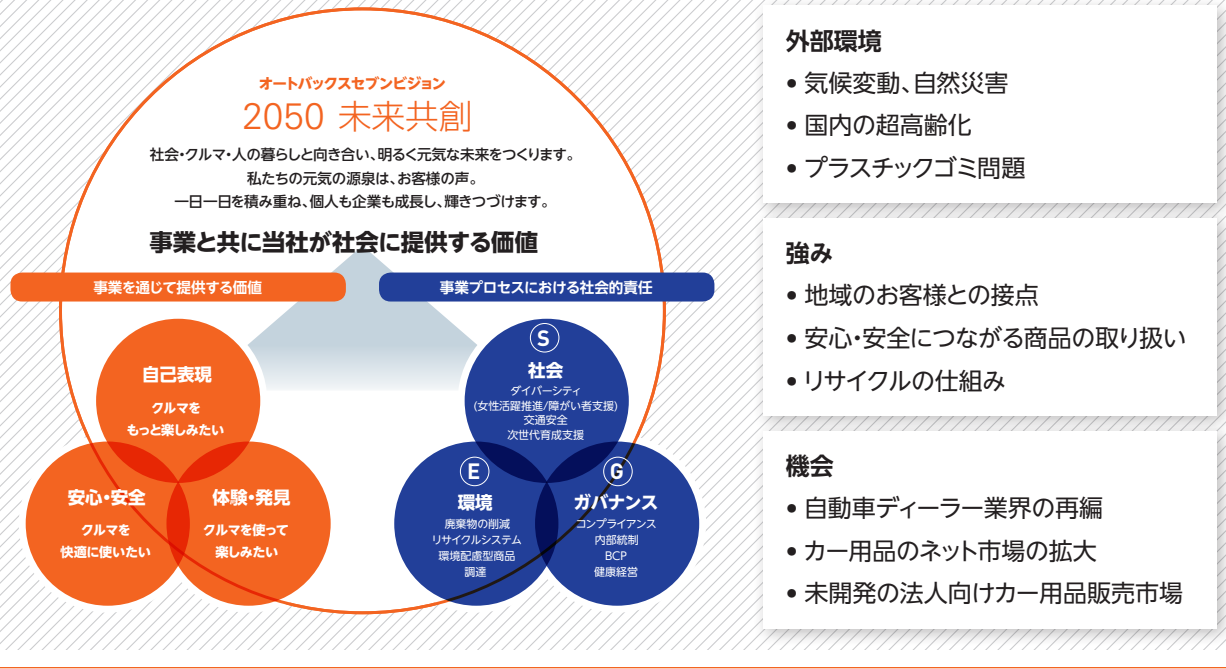 オートバックスセブンビジョン
2050 未来共創
社会・クルマ・人の暮らしと向き合い、明るく元気な未来をつくります。
私たちの元気の源泉は、お客様の声。
一日一日を積み重ね、個人も企業も成長し、輝きつづけます。
事業と共に当社が社会に提供する価値
事業を通じて提供する価値
自己表現
クルマを
もっと楽しみたい
安心・安全
クルマを
快適に使いたい
体験・発見
クルマを使って
楽しみたい
事業プロセスにおける社会的責任
S
社会
ダイバーシティ
(女性活躍推進/障がい者支援)
交通安全
次世代育成支援
E
環境
廃棄物の削減
リサイクルシステム
環境配慮型商品
調達
G
ガバナンス
コンプライアンス
内部統制
BCP
健康経営
外部環境
• 気候変動、自然災害
• 国内の超高齢化
• プラスチックゴミ問題
強み
• 地域のお客様との接点
• 安心・安全につながる商品の取り扱い
• リサイクルの仕組み
機会
• 自動車ディーラー業界の再編
• カー用品のネット市場の拡大
• 未開発の法人向けカー用品販売市場